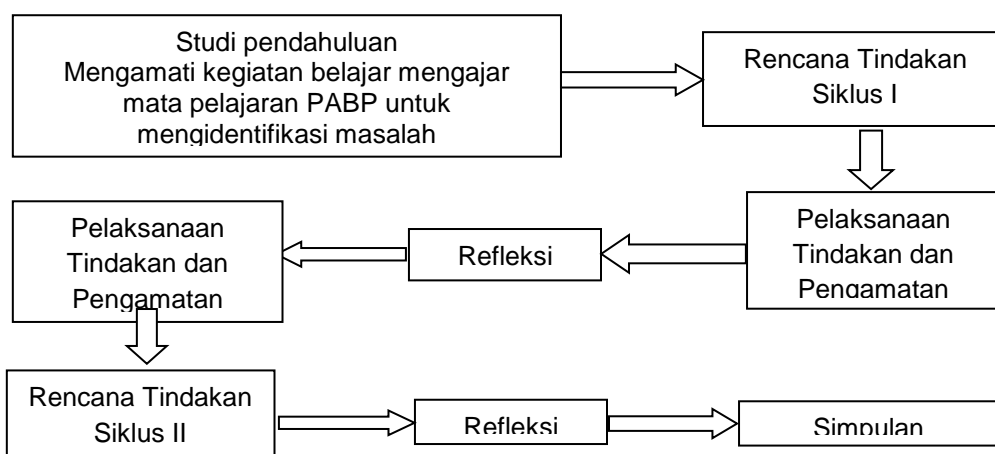 Studi pendahuluan
Mengamati kegiatan belajar mengajar
mata pelajaran PABP untuk
mengidentifikasi masalah
Rencana Tindakan
Siklus I
Pelaksanaan
Tindakan dan
Pengamatan
Refleksi
Pelaksanaan
Tindakan dan
Pengamatan
Rencana Tindakan
Siklus II
Refleksi
Simpulan